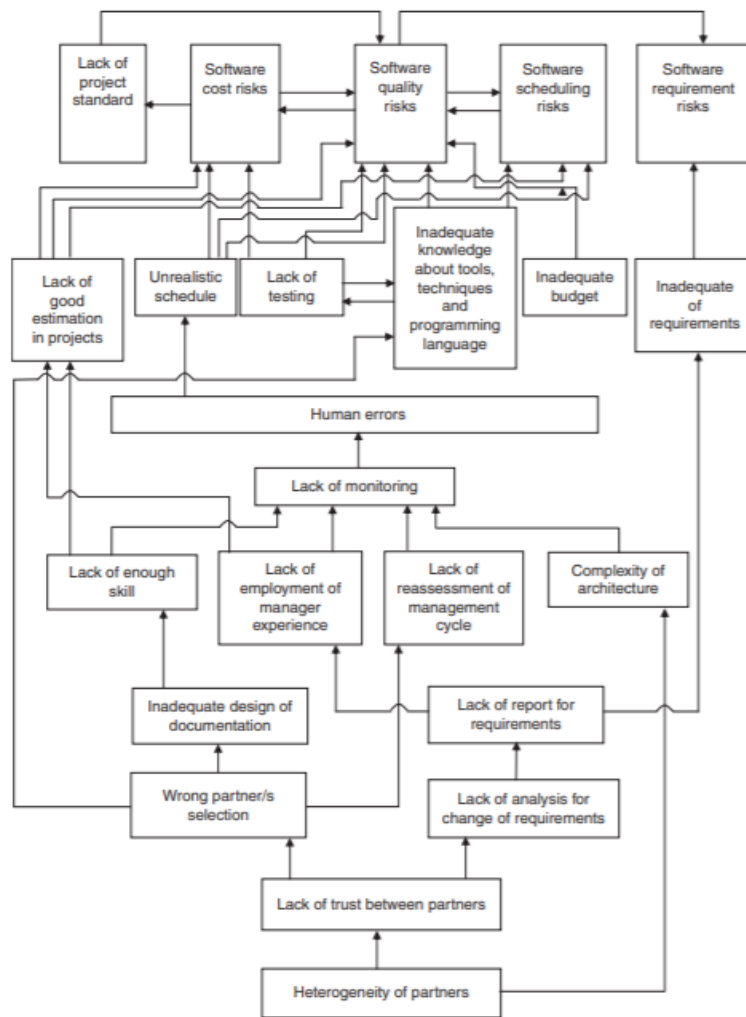 Lack of
project
standard
Software
cost risks
Software
quality
risks
Software
scheduling
risks
Software
requirement
risks
Lack of
good
estimation
in projects
Unrealistic
schedule
Lack of
testing
Inadequate
knowledge
about tools,
techniques
and
programming
language
Inadequate
budget
Inadequate
of
requirements
Human errors
Lack of monitoring
Lack of enough
skill
Lack of
employment of
manager
experience
Lack of
reassessment of
management
cycle
Complexity of
architecture
Inadequate design of
documentation
Lack of report for
requirements
Wrong partner/s
selection
Lack of analysis for
change of requirements
Lack of trust between partners
Heterogeneity of partners